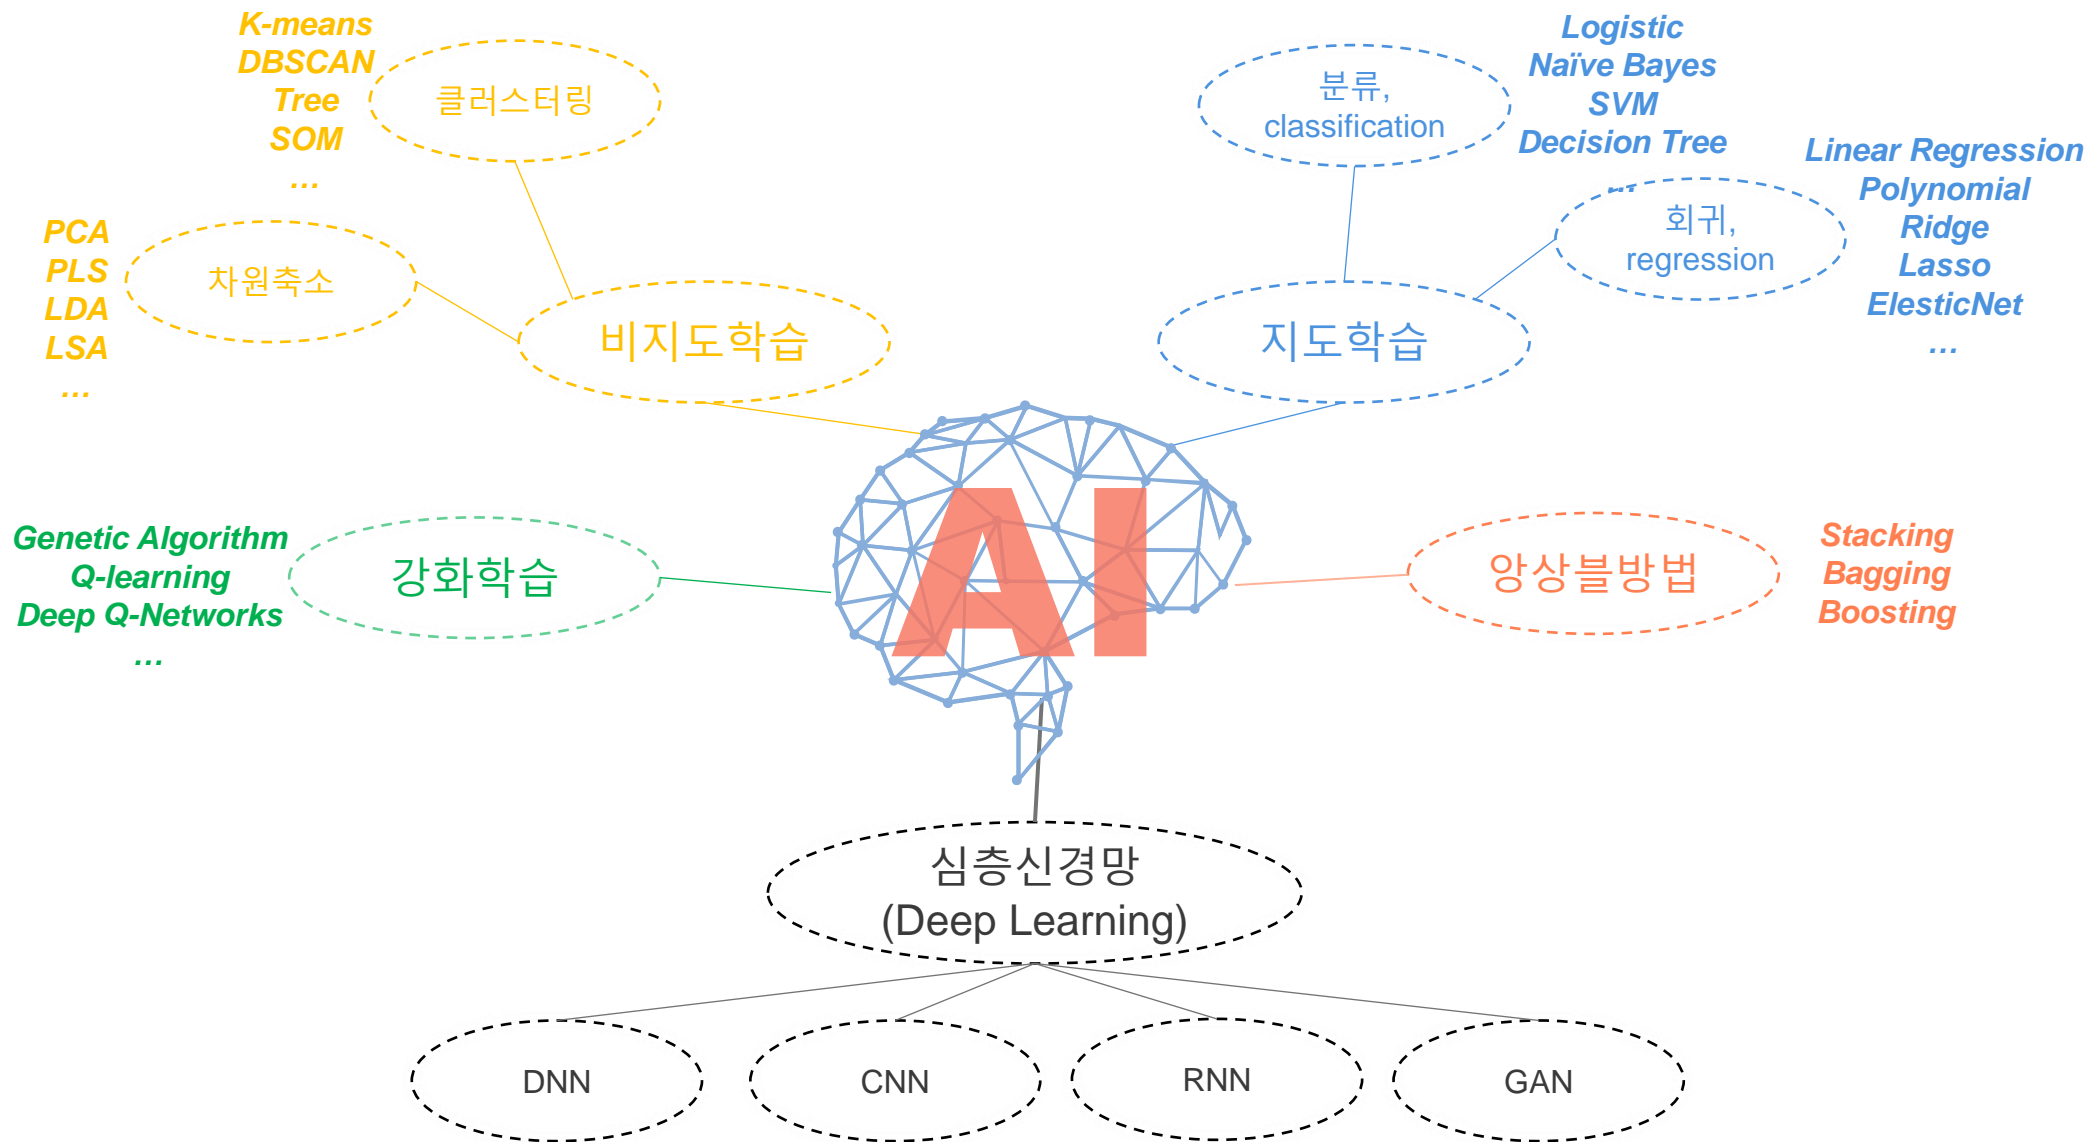 K-means
DBSCAN
Tree
SOM
…
클러스터링
PCA
PLS
LDA
LSA
…
차원축소
비지도학습
분류,
classification
Logistic
Naïve Bayes
SVM
Decision Tree
…
회귀,
regression
Linear Regression
Polynomial
Ridge
Lasso
ElesticNet
…
지도학습
Genetic Algorithm
Q-learning
Deep Q-Networks
…
강화학습
AI
앙상블방법
Stacking
Bagging
Boosting
심층신경망
(Deep Learning)
DNN
CNN
RNN
GAN